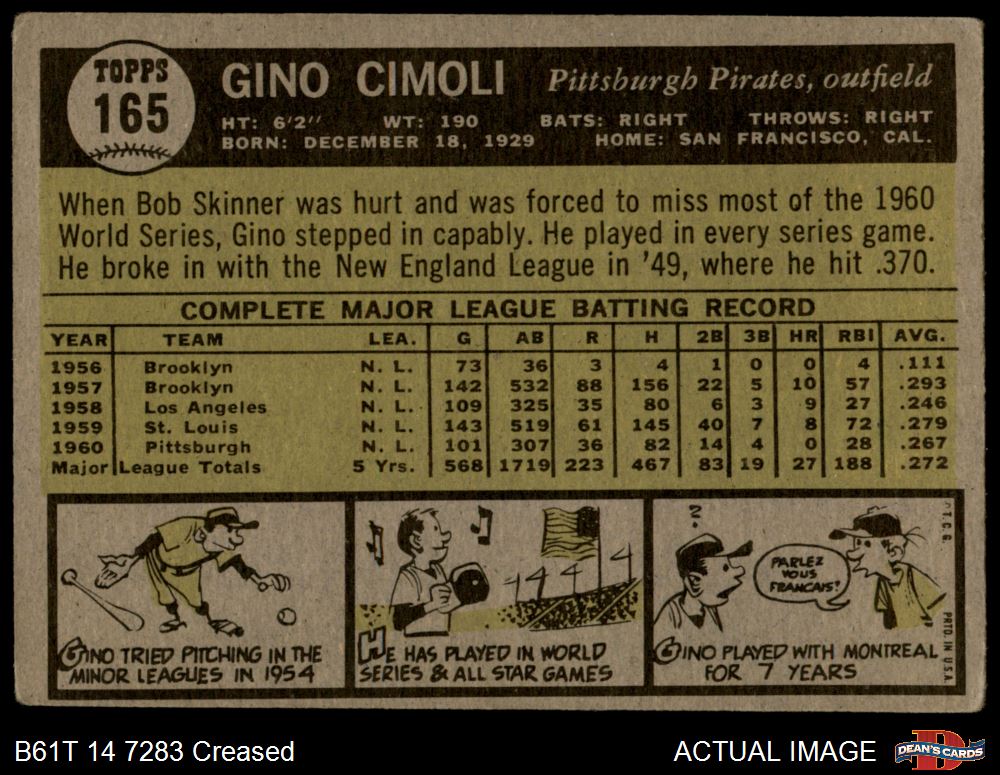 TOPPS
165
GINO CIMOLI Pittsburgh Pirates, outfield
HT: 6'2" WT: 190 BATS: RIGHT THROWS: RIGHT
BORN: DECEMBER 18, 1929 HOME: SAN FRANCISCO, CAL.
When Bob Skinner was hurt and was forced to miss most of the 1960
World Series, Gino stepped in capably. He played in every series game.
He broke in with the New England League in '49, where he hit .370.
COMPLETE MAJOR LEAGUE BATTING RECORD
YEAR TEAM LEA. G AB R H 2B 3B HR RBI AVG.
1956 Brooklyn N. L. 73 36 3 4 1 0 0 4 .111
1957 Brooklyn N. L. 142 532 88 156 22 5 10 57 .293
1958 Los Angeles N. L. 109 325 35 80 6 3 9 27 .246
1959 St. Louis N. L. 143 519 61 145 40 7 8 72 .279
1960 Pittsburgh N. L. 101 307 36 82 14 4 0 28 .267
Major League Totals 5 Yrs. 568 1719 223 467 83 19 27 188 .272
PARLEZ
VOUS
FRANCAIS?
GINO TRIED PITCHING IN THE
MINOR LEAGUES IN 1954
HE HAS PLAYED IN WORLD
SERIES & ALL STAR GAMES
GINO PLAYED WITH MONTREAL
FOR 7 YEARS
T.C.G. PRTD. IN U.S.A.
B61T 14 7283 Creased
ACTUAL IMAGE
DEAN'S CARDS